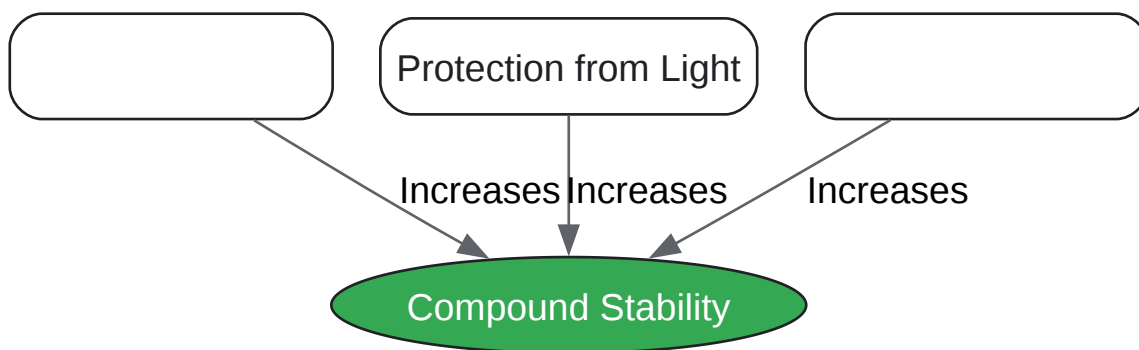 Protection from Light
Increases
Increases
Increases
Compound Stability